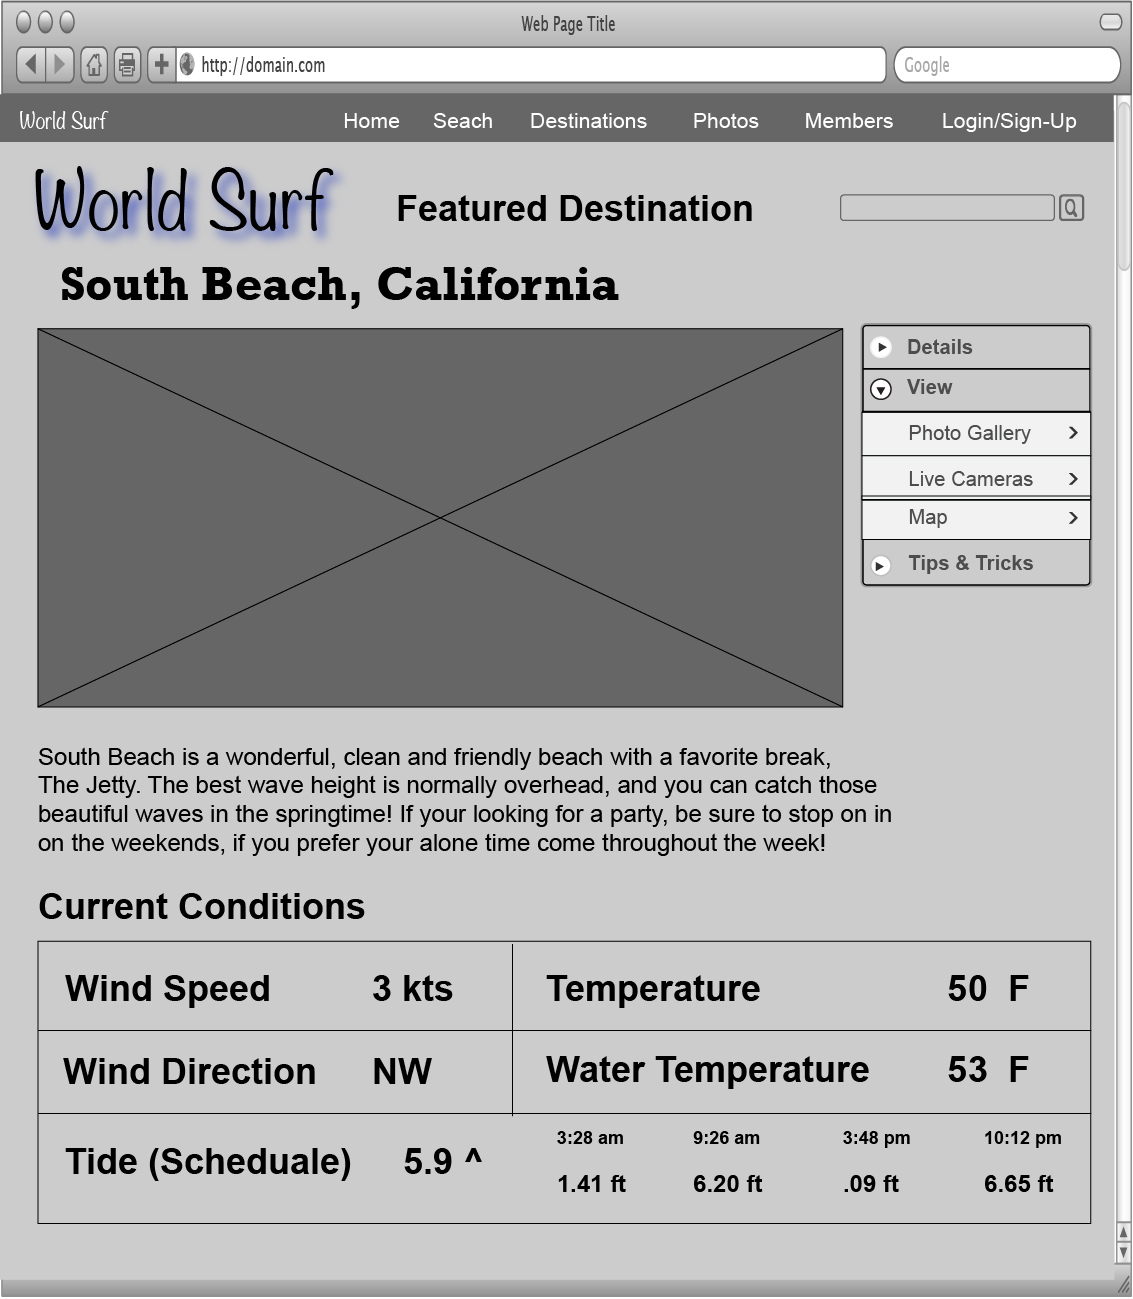 Web Page Title
http://domain.com
Google
World Surf
Home Seach Destinations Photos Members Login/Sign-Up
World Surf
Featured Destination
South Beach, California
Details
View
Photo Gallery
Live Cameras
Map
Tips & Tricks
South Beach is a wonderful, clean and friendly beach with a favorite break,
The Jetty. The best wave height is normally overhead, and you can catch those
beautiful waves in the springtime! If your looking for a party, be sure to stop on in
on the weekends, if you prefer your alone time come throughout the week!
Current Conditions
Wind Speed 3 kts Temperature 50 F
Wind Direction NW Water Temperature 53 F
Tide (Scheduale) 5.9 ^
3:28 am 9:26 am 3:48 pm 10:12 pm
1.41 ft 6.20 ft .09 ft 6.65 ft